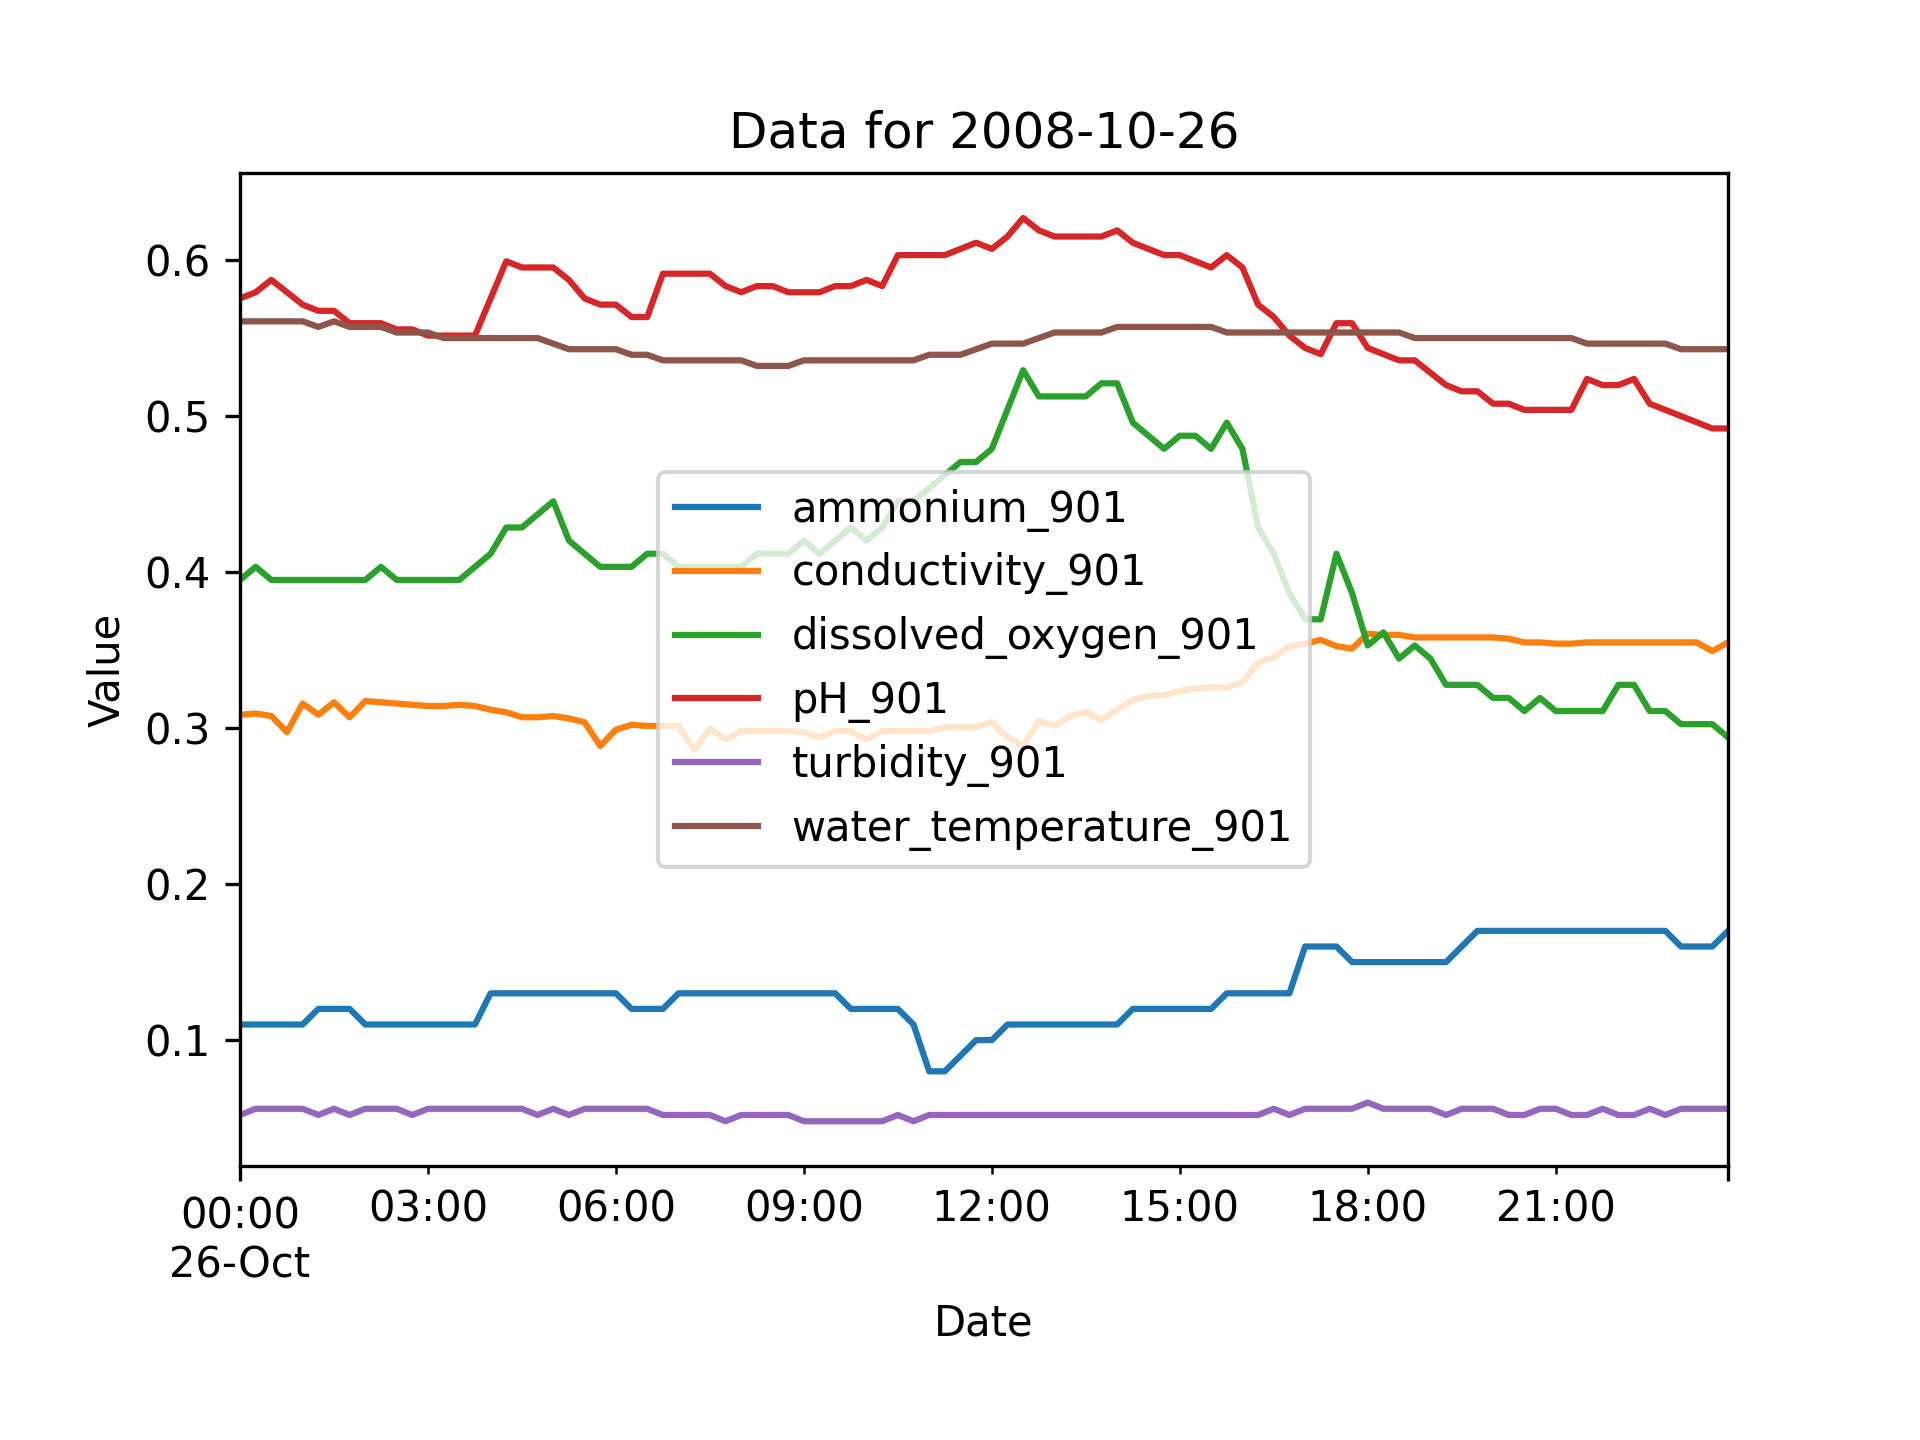 Data for 2008-10-26
Value
0.6
0.5
0.4
0.3
0.2
0.1
ammonium_901
conductivity_901
dissolved_oxygen_901
pH_901
turbidity_901
water_temperature_901
00:00 03:00 06:00 09:00 12:00 15:00 18:00 21:00
26-Oct
Date